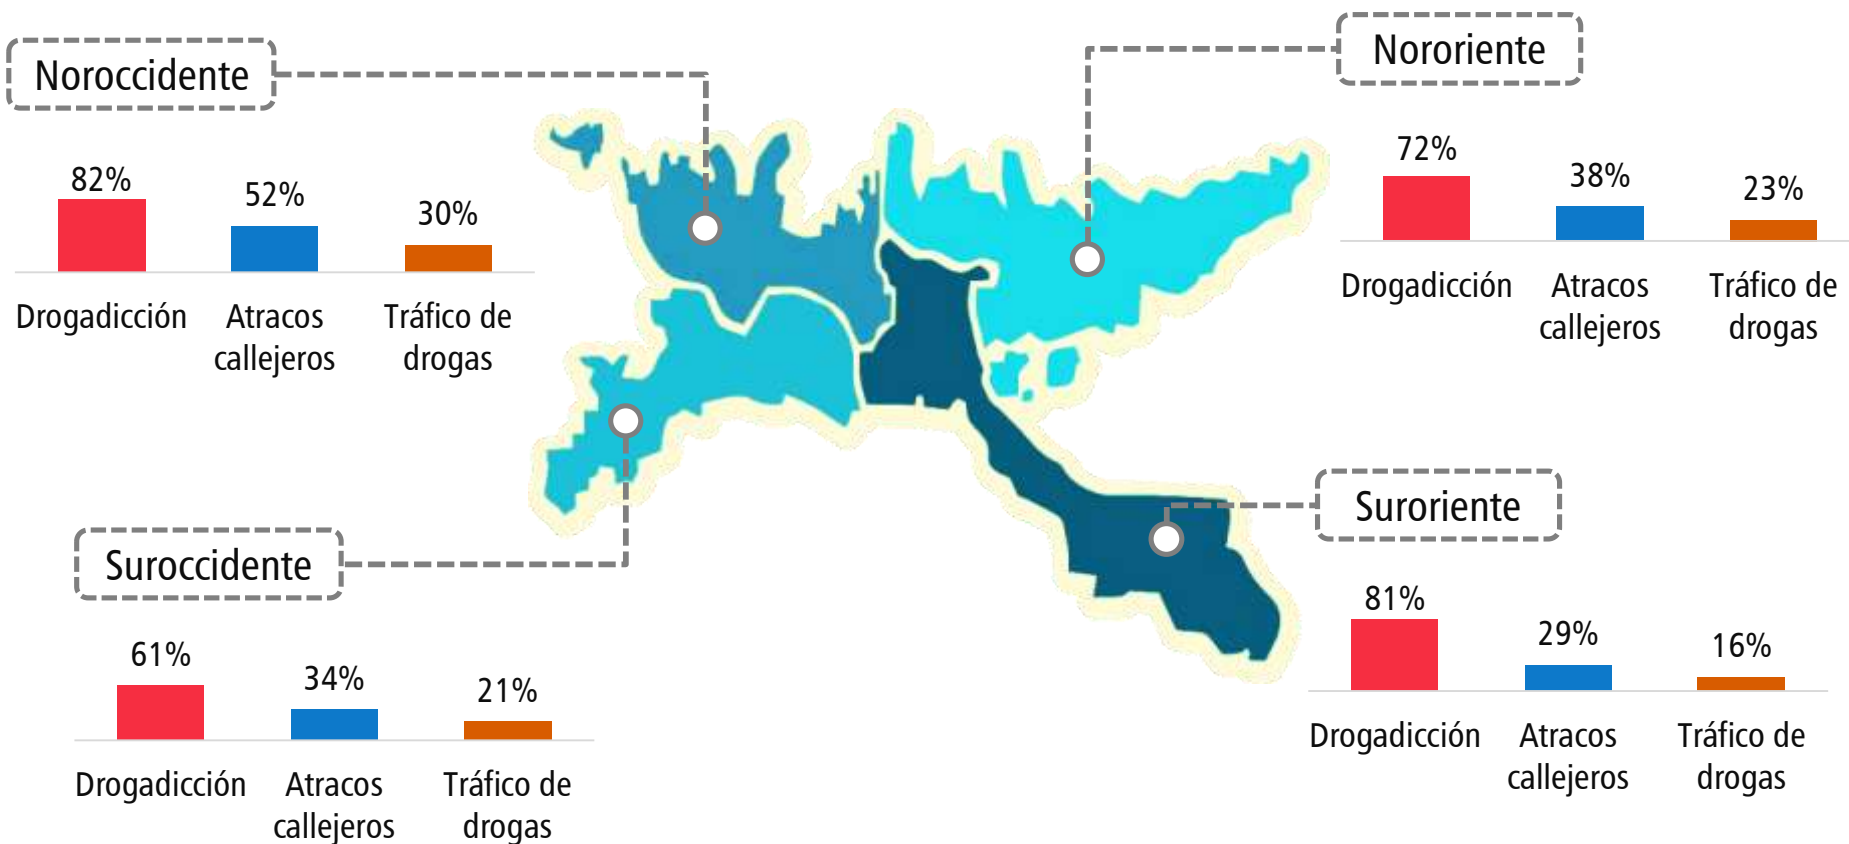 Noroccidente
82%
52%
30%
Drogadicción
Atracos
callejeros
Tráfico de
drogas
Nororiente
72%
38%
23%
Drogadicción
Atracos
callejeros
Tráfico de
drogas
Suroccidente
61%
34%
21%
Drogadicción
Atracos
callejeros
Tráfico de
drogas
Suroriente
81%
29%
16%
Drogadicción
Atracos
callejeros
Tráfico de
drogas